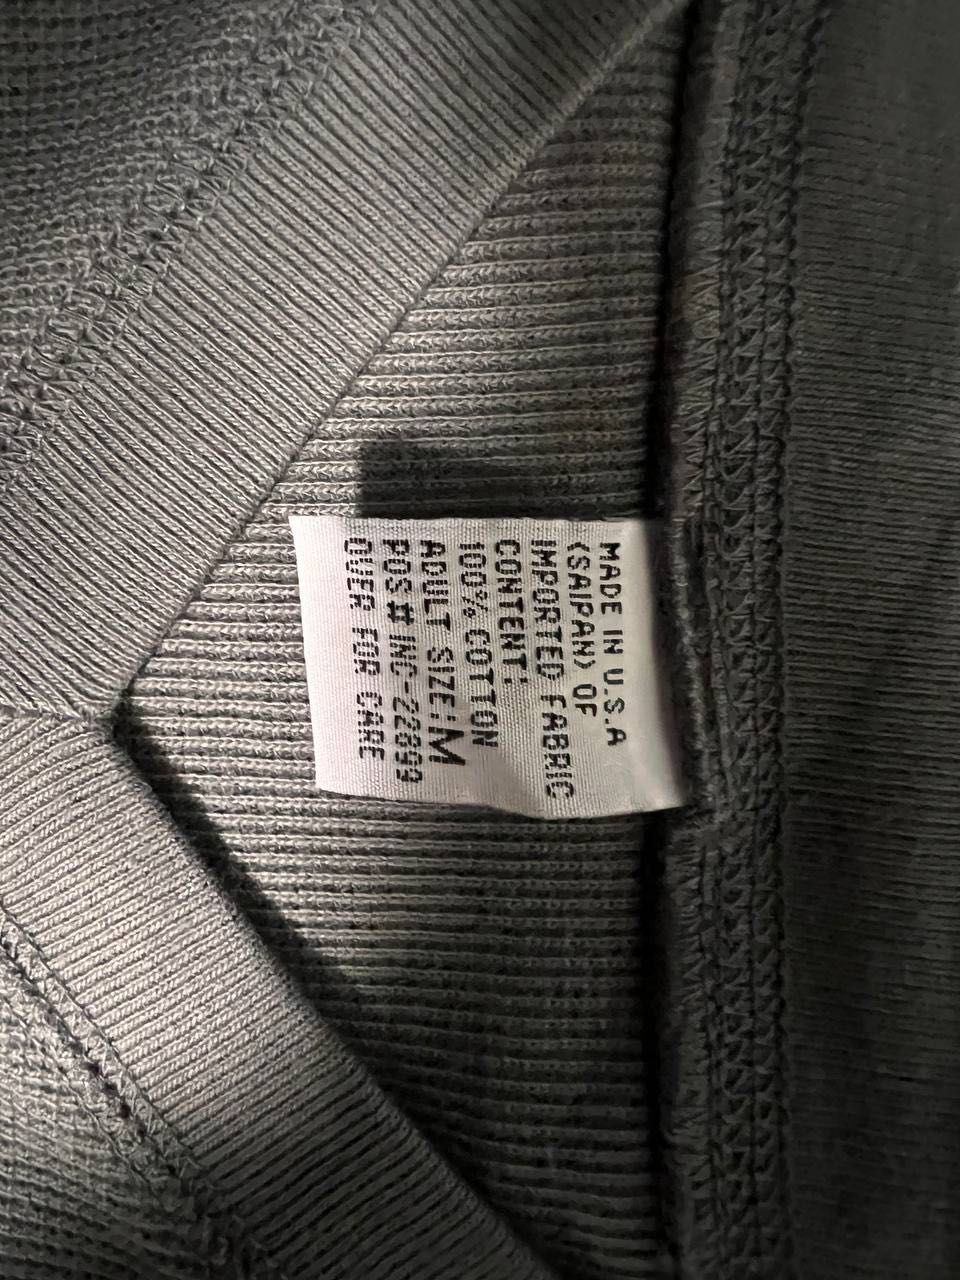 MADE IN U.S.A
(SAIPAN) OF
IMPORTED FABRIC
CONTENT:
100% COTTON
ADULT SIZE:M
POS# INC-22899
OVER FOR CARE